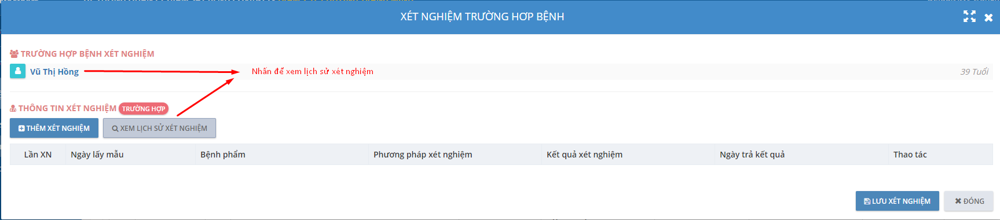 XÉT NGHIỆM TRƯỜNG HƠP BỆNH
TRƯỜNG HỢP BỆNH XÉT NGHIỆM
Vũ Thị Hồng Nhấn để xem lịch sử xét nghiệm 39 Tuổi
THÔNG TIN XÉT NGHIỆM TRƯỜNG HỢP
THÊM XÉT NGHIỆM XEM LỊCH SỬ XÉT NGHIỆM
Lần XN Ngày lấy mẫu Bệnh phẩm Phương pháp xét nghiệm Kết quả xét nghiệm Ngày trả kết quả Thao tác
LƯU XÉT NGHIỆM ĐÓNG